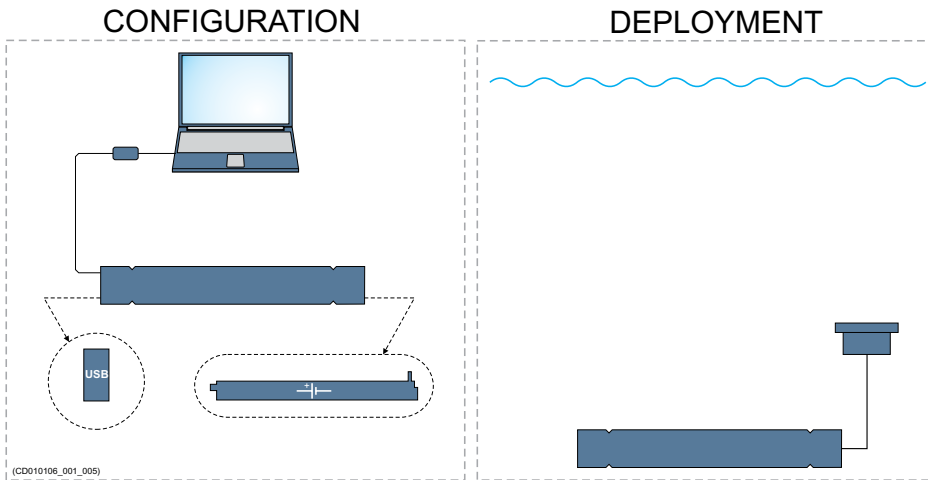 CONFIGURATION
DEPLOYMENT
USB
+
(CD010106_001_005)